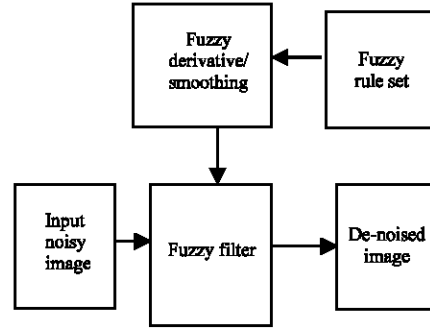 Fuzzy
derivative/
smoothing
Fuzzy
rule set
Input
noisy
image
Fuzzy filter
De-noised
image